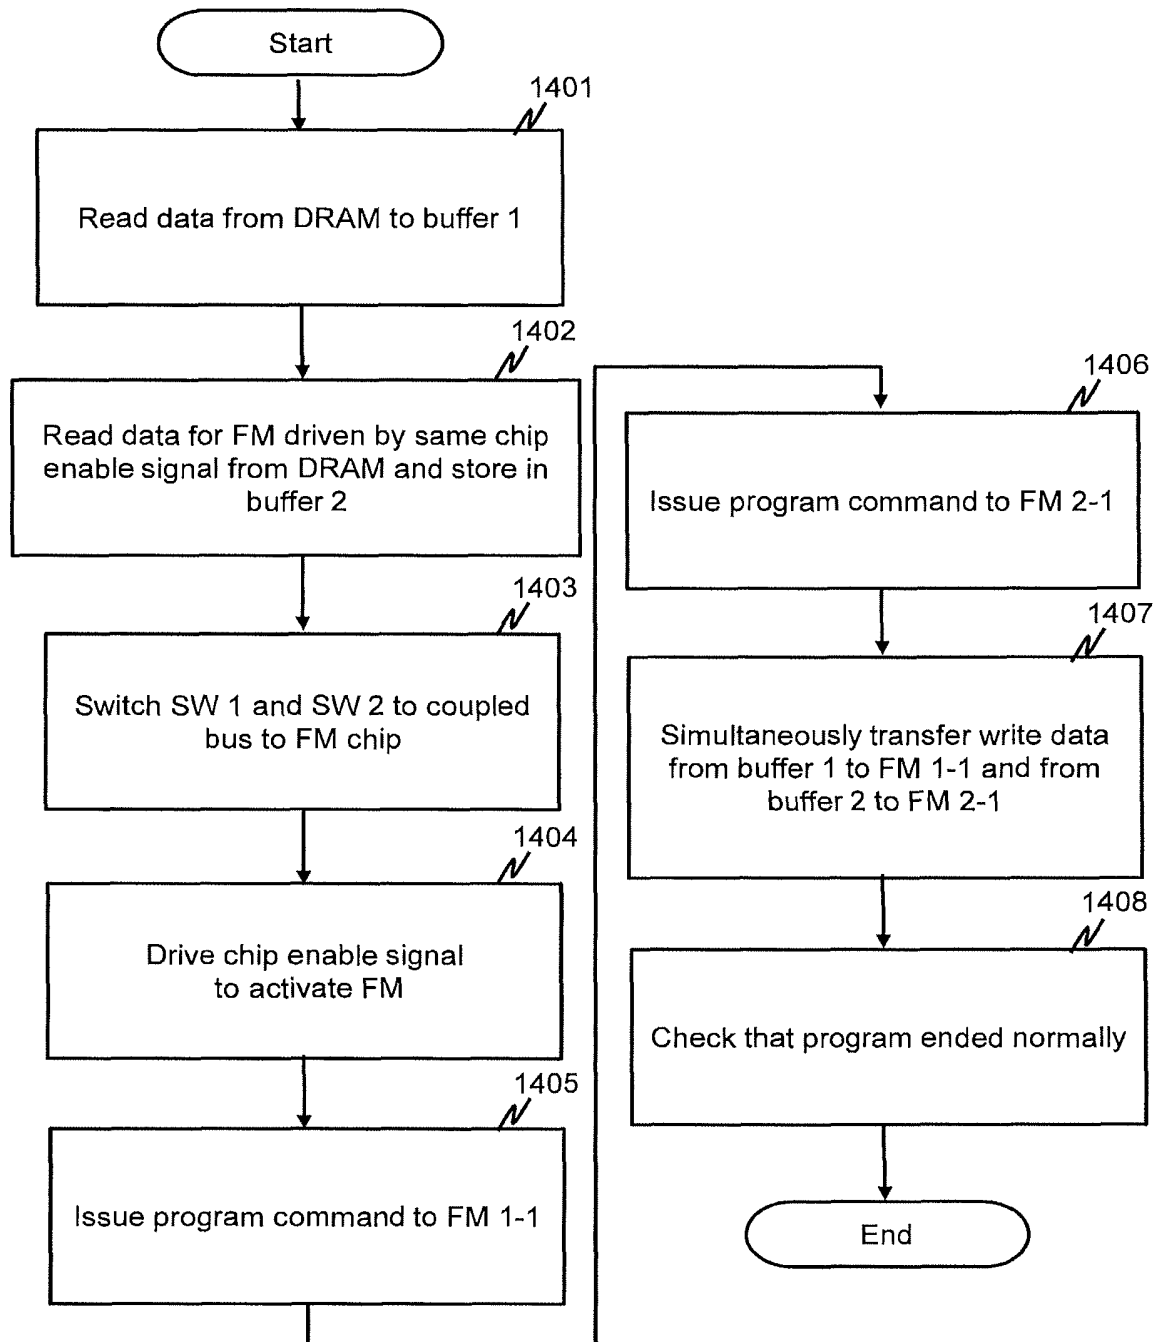 Start
1401
Read data from DRAM to buffer 1
1402
Read data for FM driven by same chip
enable signal from DRAM and store in
buffer 2
1403
Switch SW 1 and SW 2 to coupled
bus to FM chip
1404
Drive chip enable signal
to activate FM
1405
Issue program command to FM 1-1
1406
Issue program command to FM 2-1
1407
Simultaneously transfer write data
from buffer 1 to FM 1-1 and from
buffer 2 to FM 2-1
1408
Check that program ended normally
End